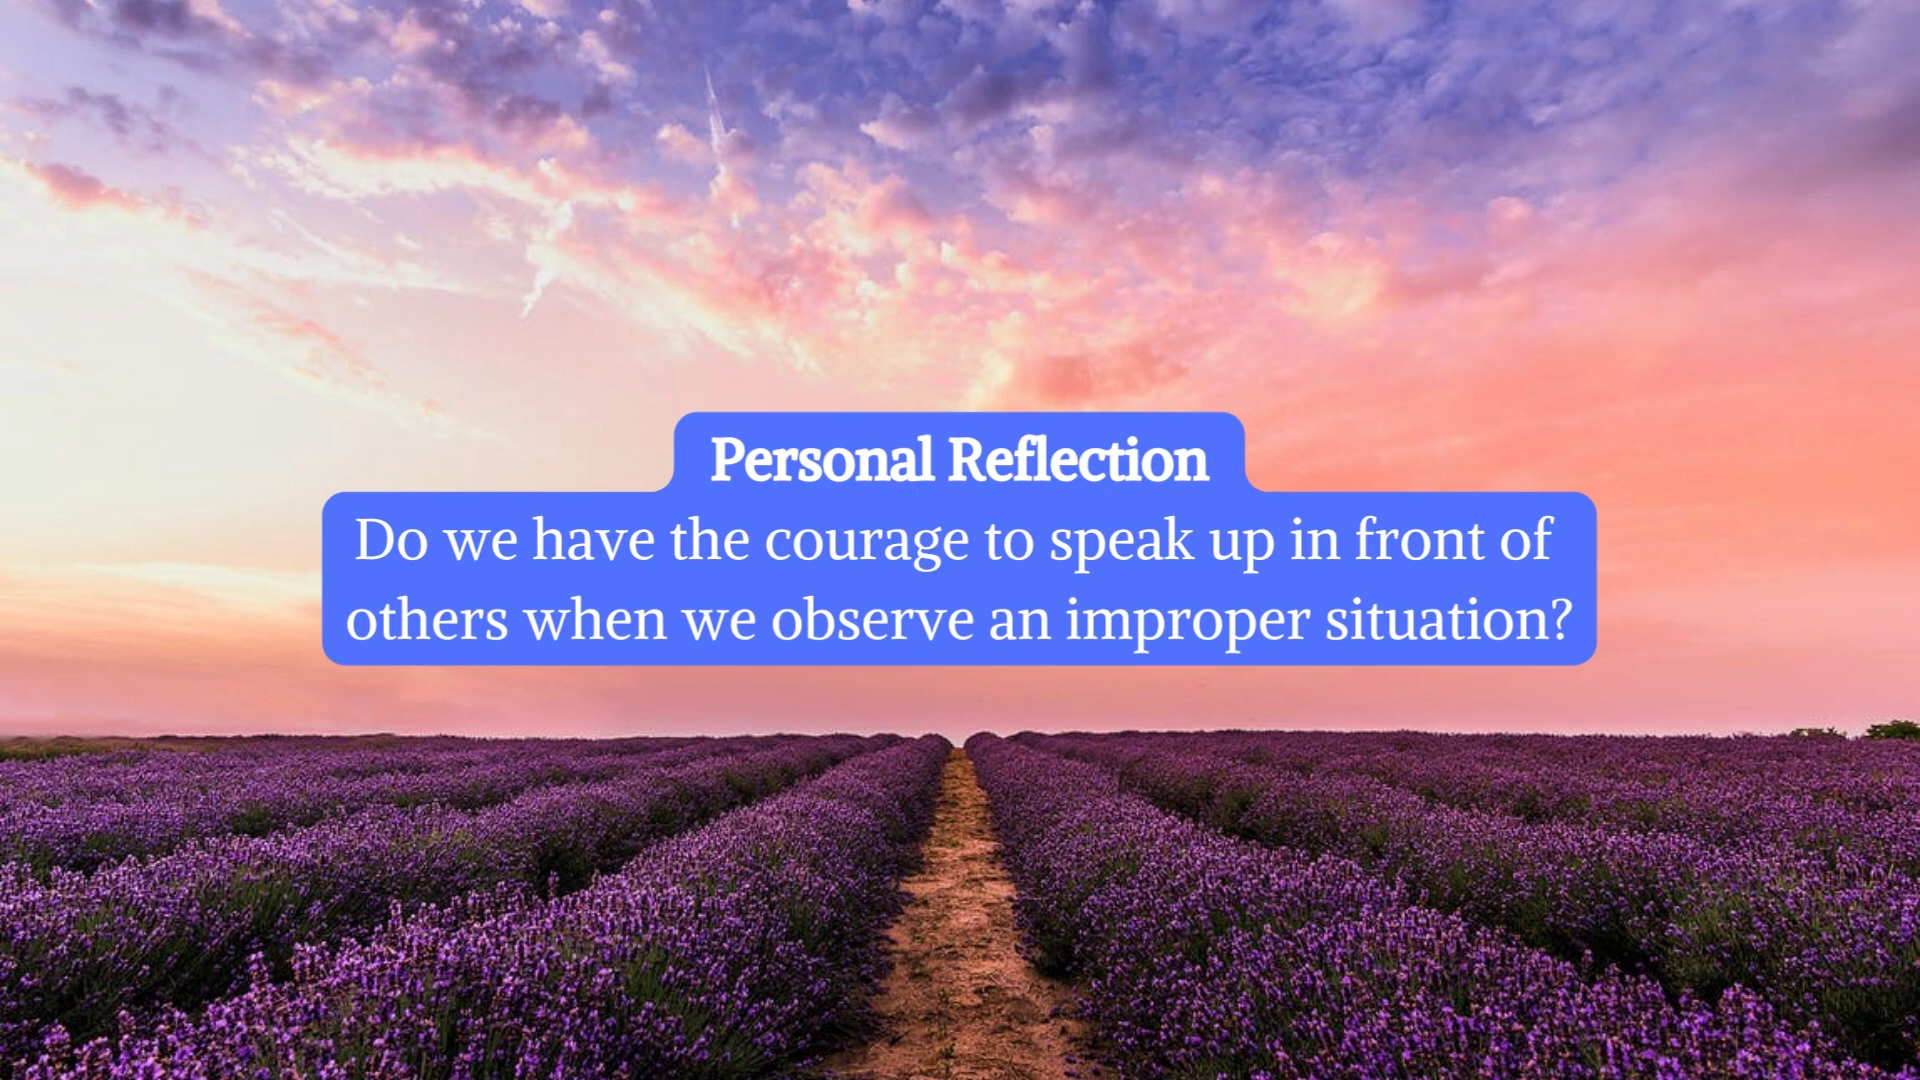 Personal Reflection
Do we have the courage to speak up in front of
others when we observe an improper situation?